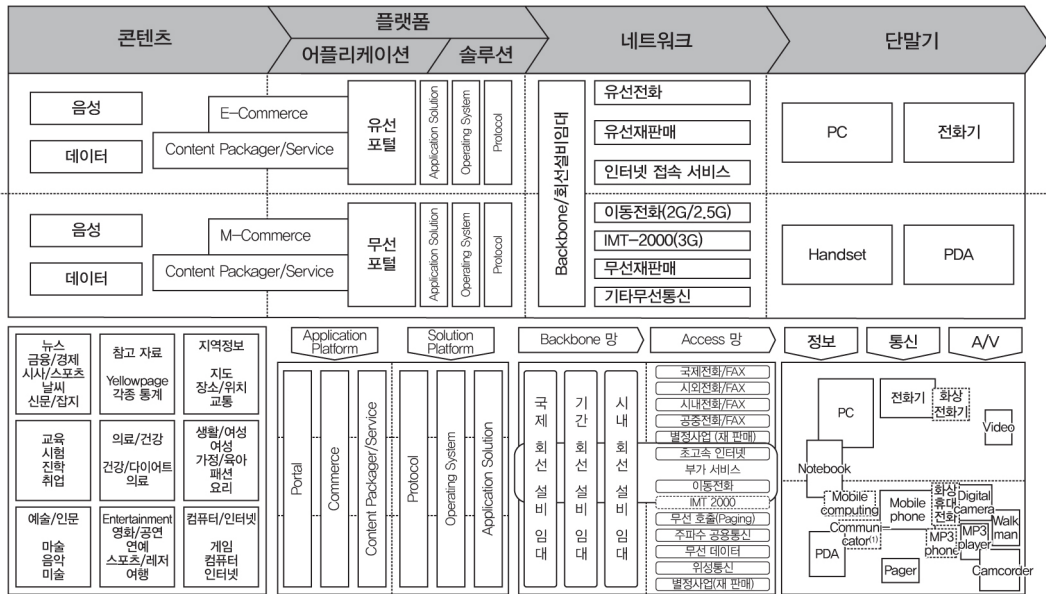 콘텐츠
플랫폼
어플리케이션
솔루션
네트워크
단말기
음성
데이터
E-Commerce
Content Packager/Service
유선
포털
Application Solution
Operating System
Protocol
Backbone/회선설비임대
유선전화
유선재판매
인터넷 접속 서비스
PC
전화기
음성
데이터
M-Commerce
Content Packager/Service
무선
포털
Application Solution
Operating System
Protocol
이동전화(2G/2.5G)
IMT-2000(3G)
무선재판매
기타무선통신
Handset
PDA
뉴스
금융/경제
시사/스포츠
날씨
신문/잡지
참고 자료
Yellowpage
각종 통계
지역정보
지도
장소/위치
교통
교육
시험
진학
취업
의료/건강
건강/다이어트
의료
생활/여성
여성
가정/육아
패션
요리
예술/인문
마술
음악
미술
Entertainment
영화/공연
연예
스포츠/레저
여행
컴퓨터/인터넷
게임
컴퓨터
인터넷
Application
Platform
Solution
Platform
Portal
Commerce
Content Packager/Service
Protocol
Operating System
Application Solution
Backbone 망
Access 망
국제 회선 설비 임대
기간 회선 설비 임대
시내 회선 설비 임대
국제전화/FAX
시외전화/FAX
시내전화/FAX
공중전화/FAX
별정사업 (재 판매)
초고속 인터넷
부가 서비스
이동전화
IMT 2000
무선 호출(Paging)
주파수 공용통신
무선 데이터
위성통신
별정사업(재 판매)
정보
통신
A/V
PC
전화기
화상
전화기
Video
Notebook
Mobile
computing
Mobile
phone
화상
휴대
전화
Digital
camera
Communi
cator(1)
MP3
phone
MP3
player
Walk
man
PDA
Pager
Camcorder